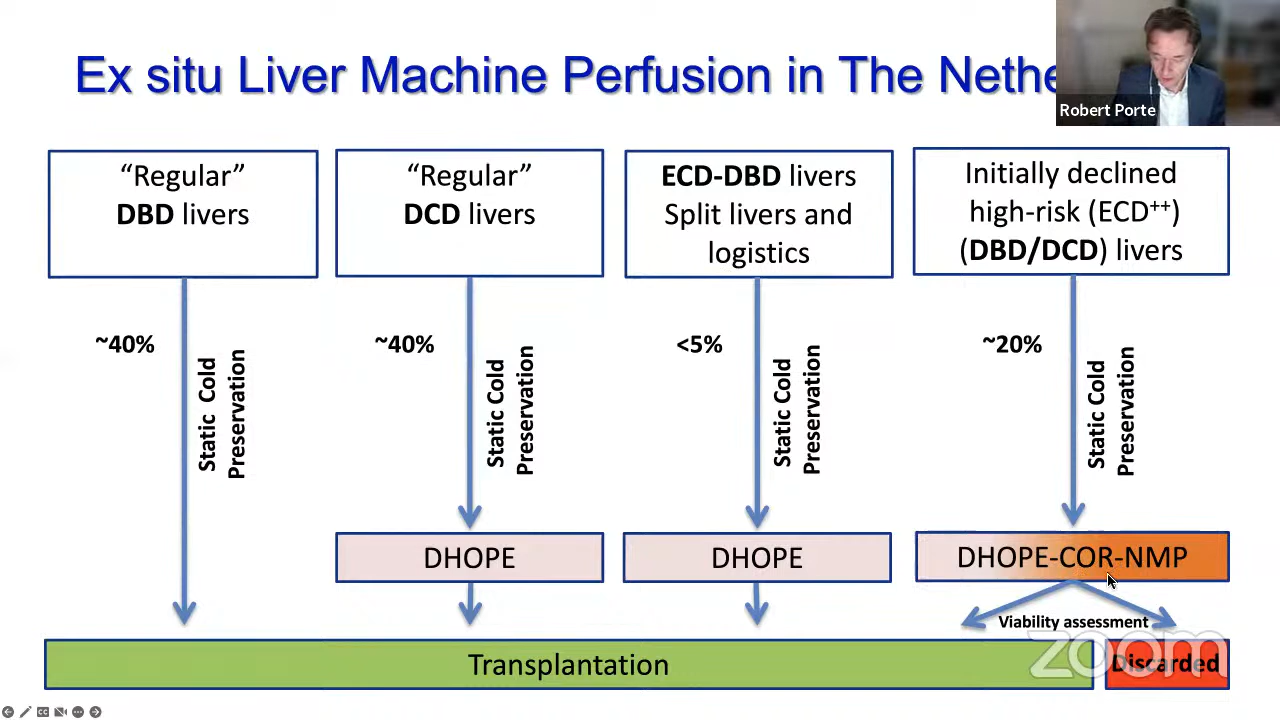 Ex situ Liver Machine Perfusion in The Nethe
Robert Porte
“Regular”
DBD livers
“Regular”
DCD livers
ECD-DBD livers
Split livers and
logistics
Initially declined
high-risk (ECD⁺⁺)
(DBD/DCD) livers
~40%
Static Cold
Preservation
~40%
Static Cold
Preservation
<5%
Static Cold
Preservation
~20%
Static Cold
Preservation
DHOPE
DHOPE
DHOPE-COR-NMP
Viability assessment
Transplantation
Discarded
zoom